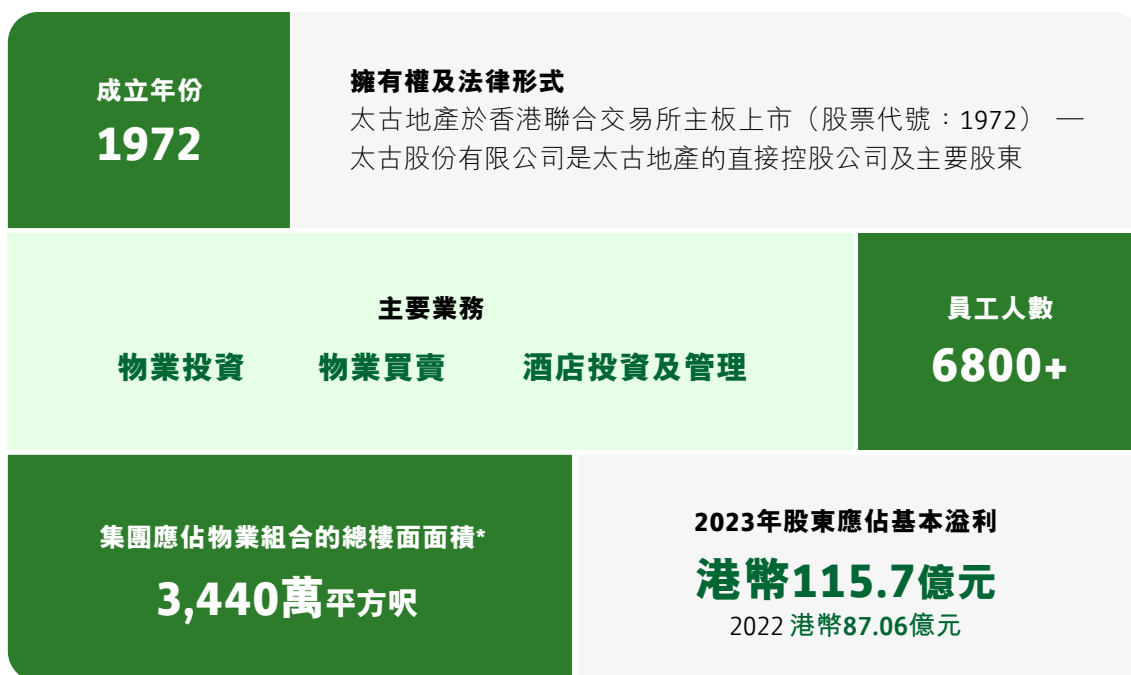 成立年份
1972
擁有權及法律形式
太古地產於香港聯合交易所主板上市（股票代號：1972） —
太古股份有限公司是太古地產的直接控股公司及主要股東
主要業務
物業投資 物業買賣 酒店投資及管理
員工人數
6800+
集團應佔物業組合的總樓面面積*
3,440萬平方呎
2023年股東應佔基本溢利
港幣115.7億元
2022 港幣87.06億元